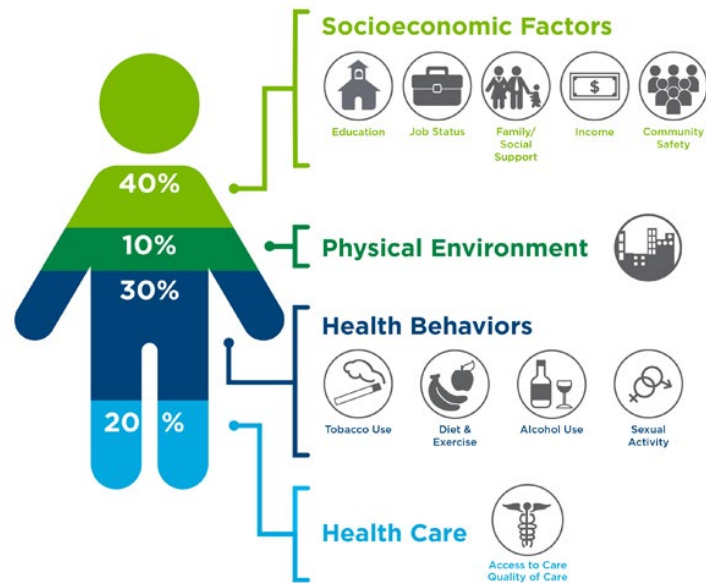 Socioeconomic Factors
$
Education
Job Status
Family/
Social
Support
Income
Community
Safety
40%
10%
Physical Environment
30%
Health Behaviors
Tobacco Use
Diet &
Exercise
Alcohol Use
Sexual
Activity
20 %
Health Care
Access to Care
Quality of Care